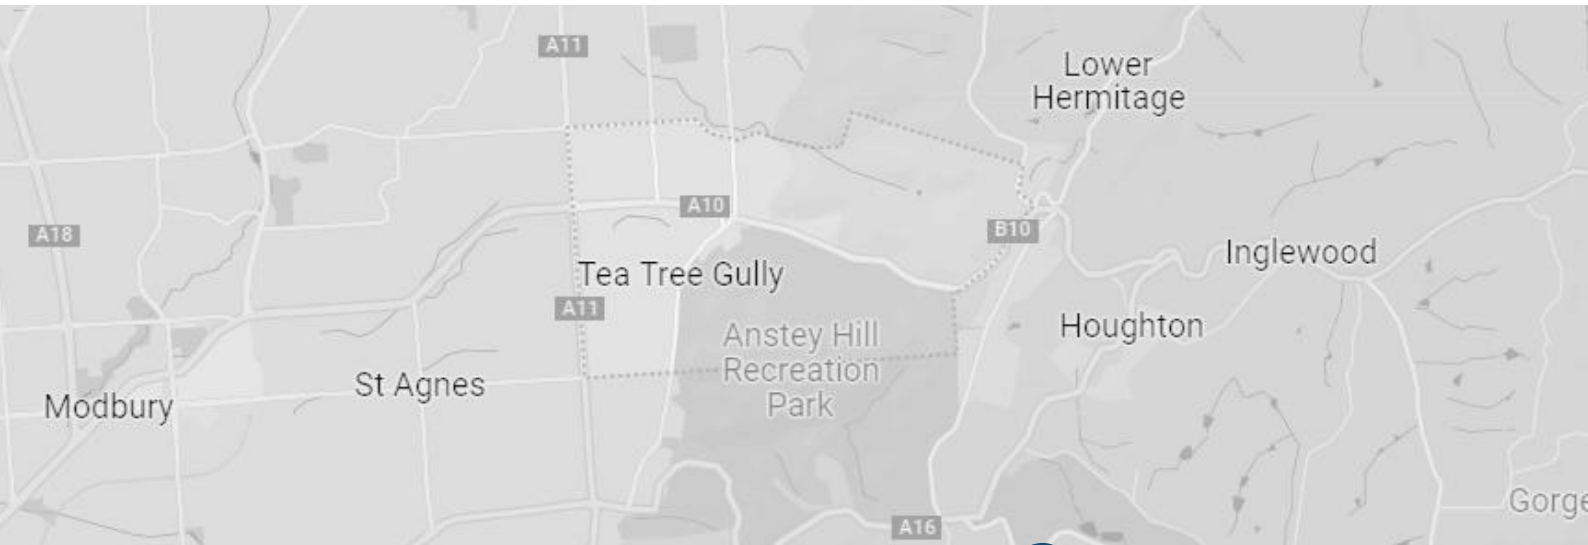 A11
Lower
Hermitage
A10
A18
B10
Inglewood
Tea Tree Gully
A11
Anstey Hill
Recreation
Park
Houghton
St Agnes
Modbury
Gorge
A16